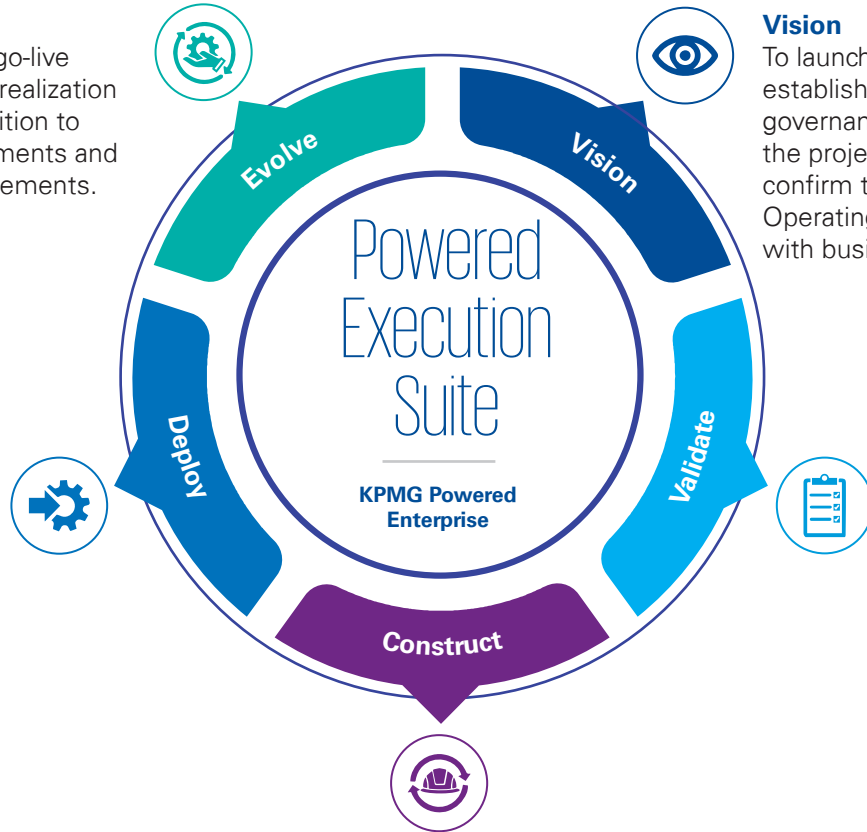 go-live
realization
ition to
ments and
ements.
Vision
To launch
establish
governan
the proje
confirm t
Operating
with busi
Evolve
Vision
Powered
Execution
Suite
KPMG Powered
Enterprise
Deploy
Validate
Construct